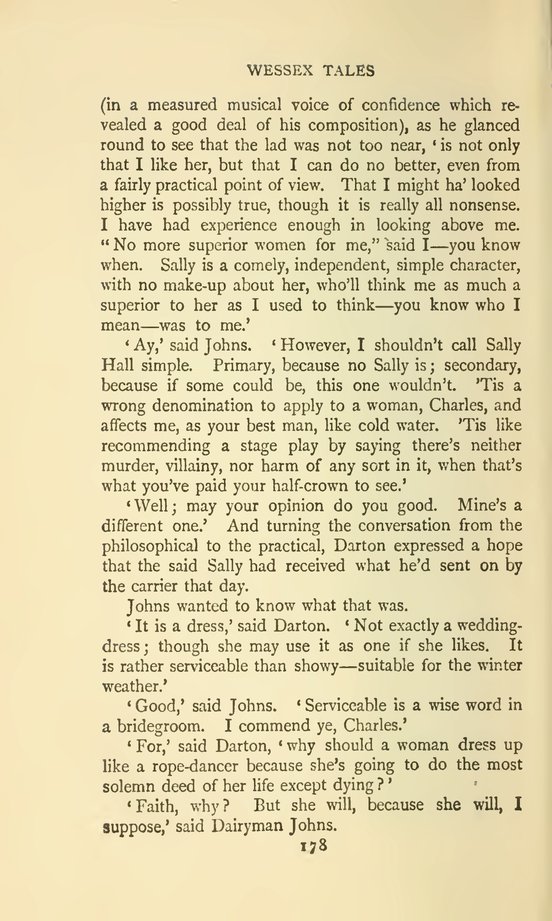 WESSEX TALES
(in a measured musical voice of confidence which re-
vealed a good deal of his composition), as he glanced
round to see that the lad was not too near, ‘is not only
that I like her, but that I can do no better, even from
a fairly practical point of view. That I might ha’ looked
higher is possibly true, though it is really all nonsense.
I have had experience enough in looking above me.
“No more superior women for me,” said I—you know
when. Sally is a comely, independent, simple character,
with no make-up about her, who’ll think me as much a
superior to her as I used to think—you know who I
mean—was to me.’
‘Ay,’ said Johns. ‘However, I shouldn’t call Sally
Hall simple. Primary, because no Sally is; secondary,
because if some could be, this one wouldn’t. ’Tis a
wrong denomination to apply to a woman, Charles, and
affects me, as your best man, like cold water. ’Tis like
recommending a stage play by saying there’s neither
murder, villainy, nor harm of any sort in it, when that’s
what you’ve paid your half-crown to see.’
‘Well; may your opinion do you good. Mine’s a
different one.’ And turning the conversation from the
philosophical to the practical, Darton expressed a hope
that the said Sally had received what he’d sent on by
the carrier that day.
Johns wanted to know what that was.
‘It is a dress,’ said Darton. ‘Not exactly a wedding-
dress; though she may use it as one if she likes. It
is rather serviceable than showy—suitable for the winter
weather.’
‘Good,’ said Johns. ‘Serviceable is a wise word in
a bridegroom. I commend ye, Charles.’
‘For,’ said Darton, ‘why should a woman dress up
like a rope-dancer because she’s going to do the most
solemn deed of her life except dying?’
‘Faith, why? But she will, because she will, I
suppose,’ said Dairyman Johns.
178